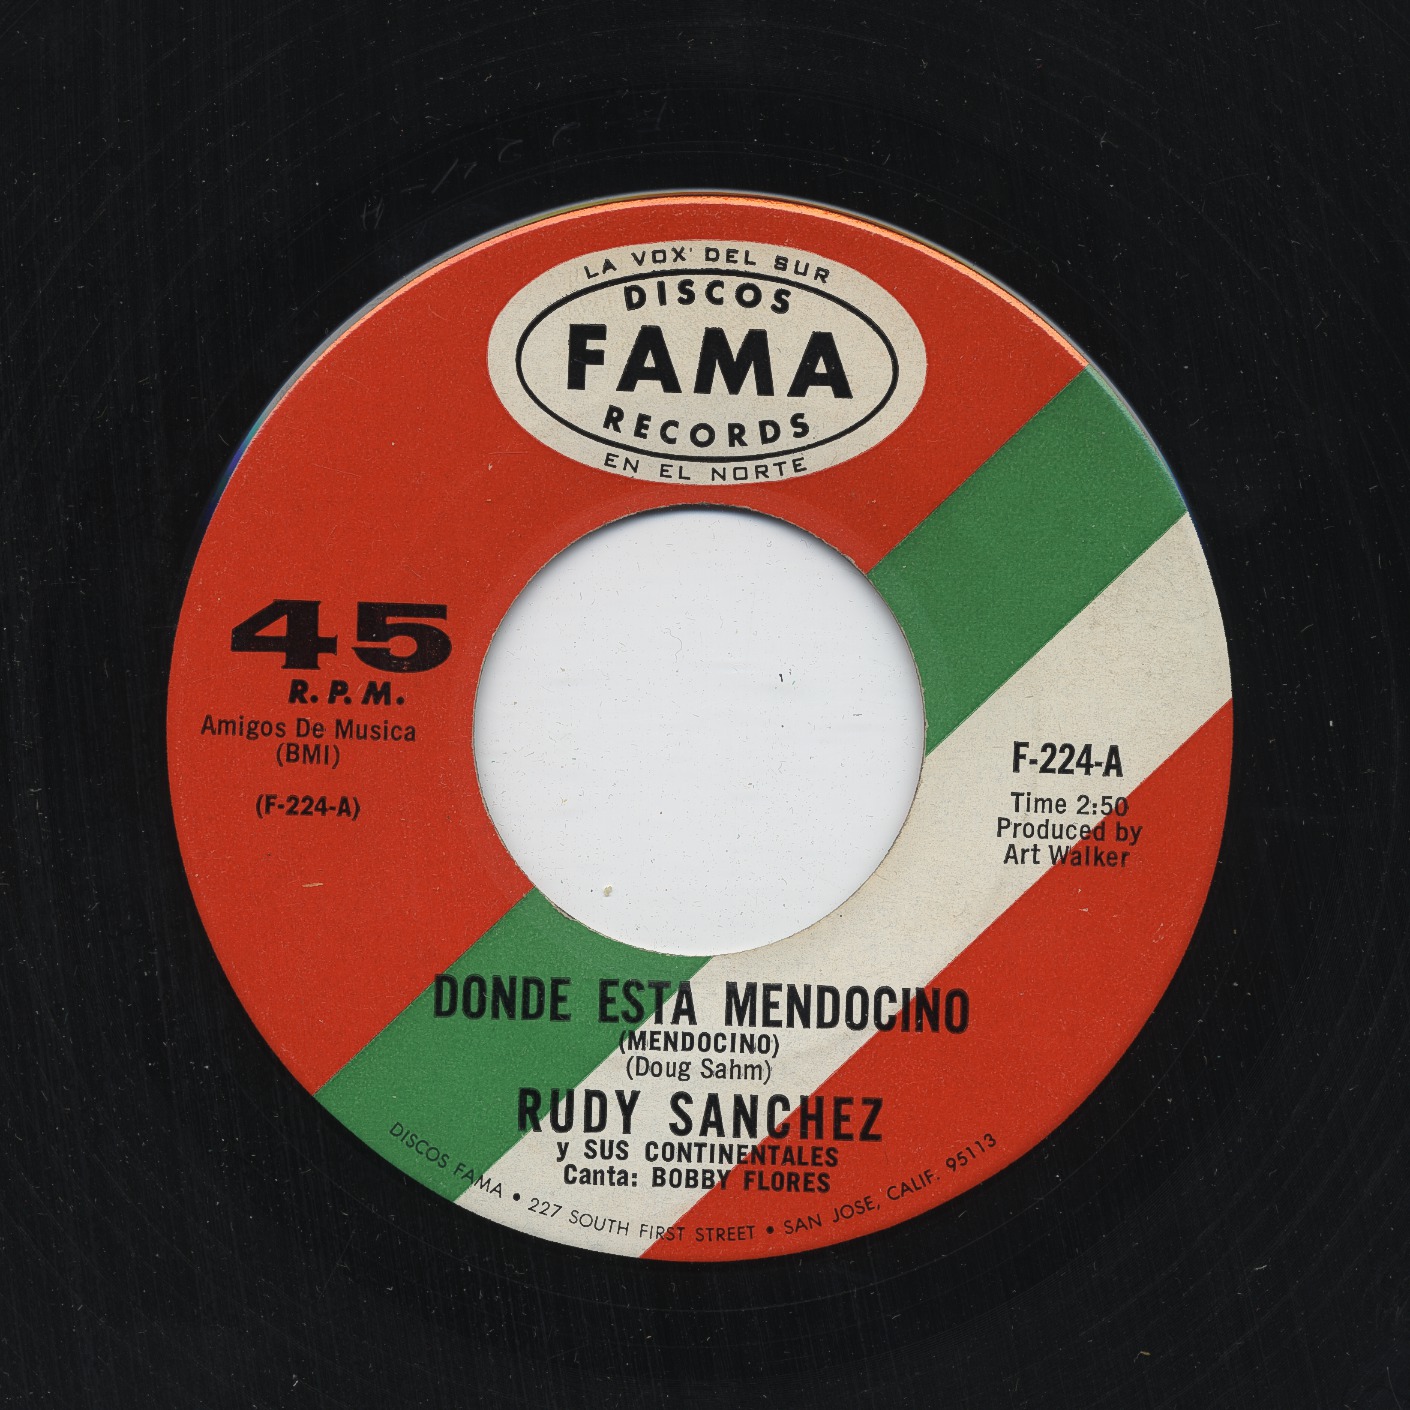 LA VOX' DEL SUR
DISCOS
FAMA
RECORDS
EN EL NORTE
45
R.P.M.
Amigos De Musica
(BMI)
(F-224-A)
F-224-A
Time 2:50
Produced by
Art Walker
DONDE ESTA MENDOCINO
(MENDOCINO)
(Doug Sahm)
RUDY SANCHEZ
y SUS CONTINENTALES
Canta: BOBBY FLORES
DISCOS FAMA • 227 SOUTH FIRST STREET • SAN JOSE, CALIF. 95113